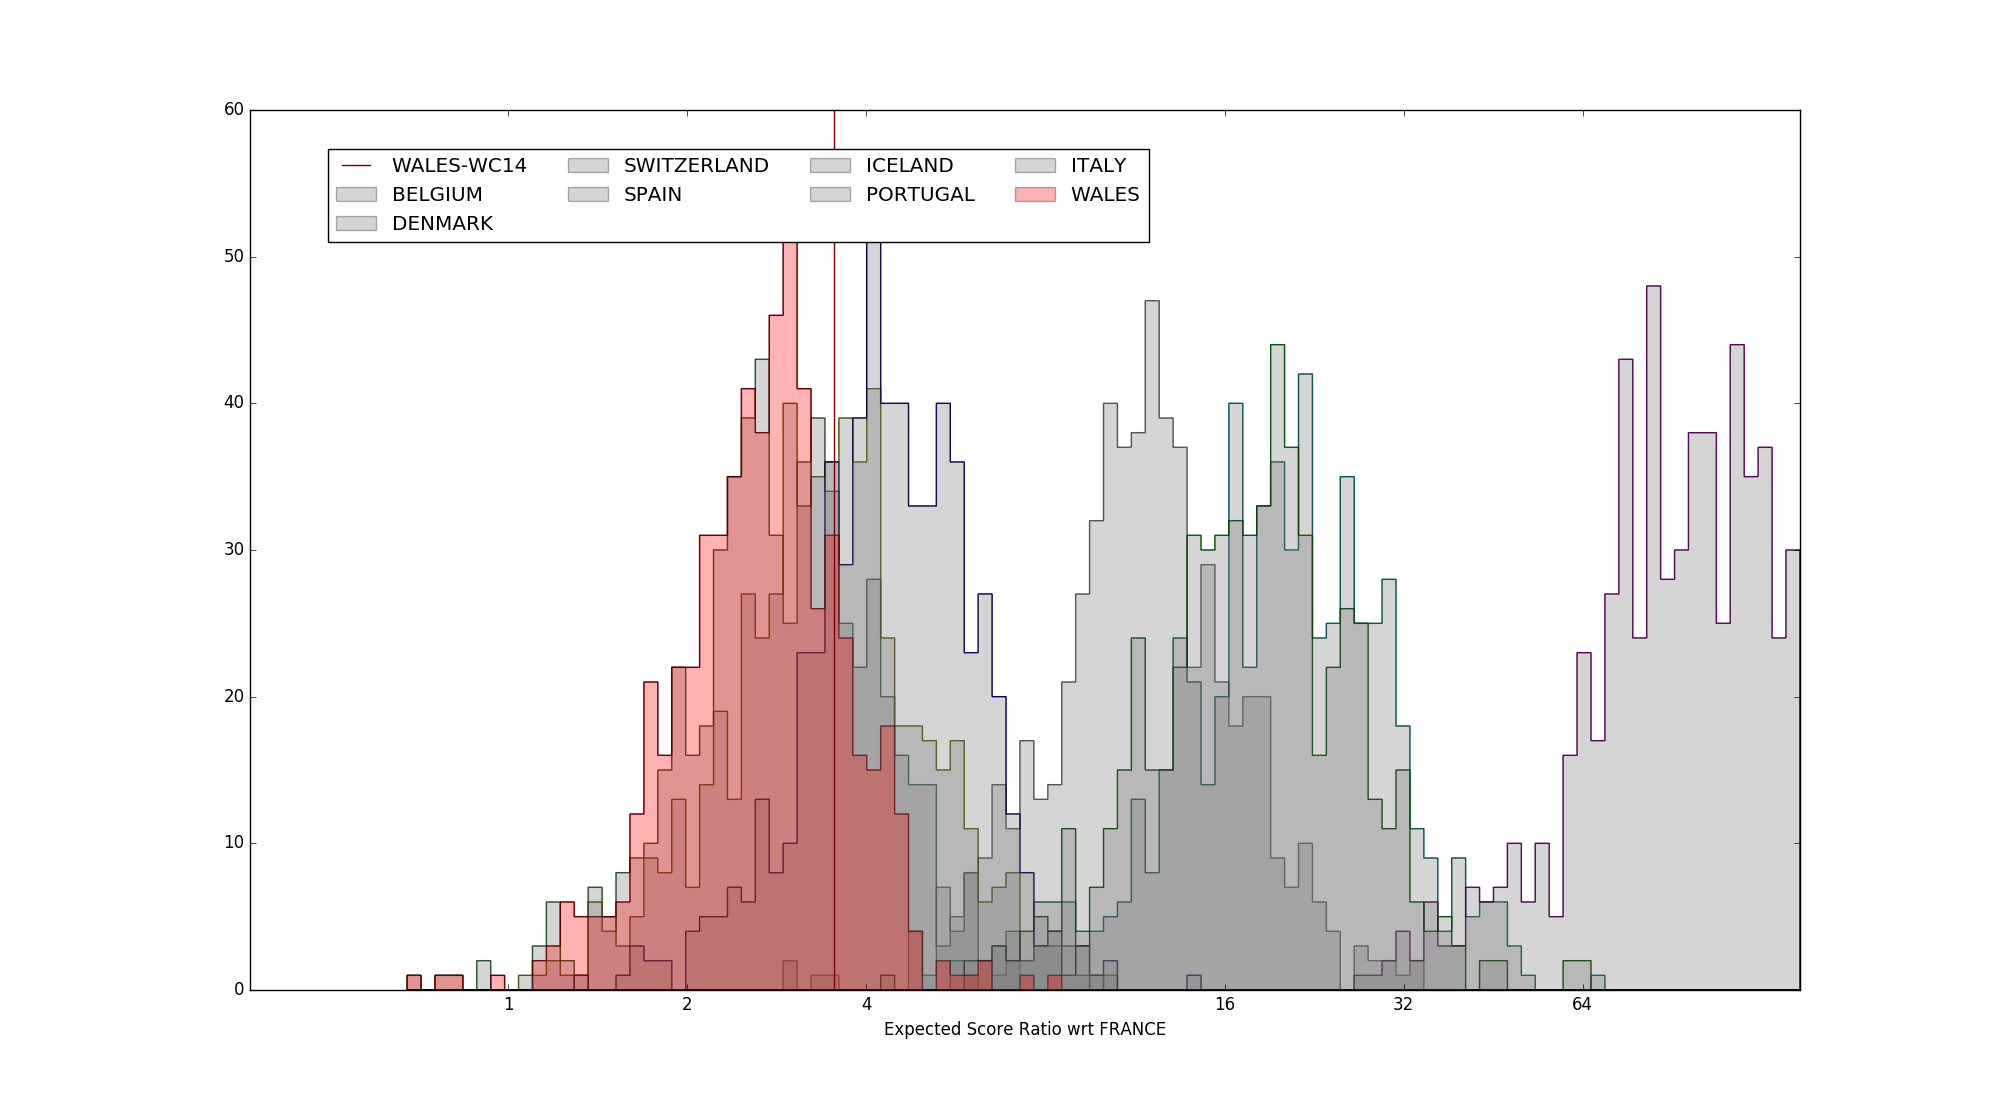 60
WALES-WC14 SWITZERLAND ICELAND ITALY
BELGIUM SPAIN PORTUGAL WALES
DENMARK
50
40
30
20
10
0
1 2 4 16 32 64
Expected Score Ratio wrt FRANCE